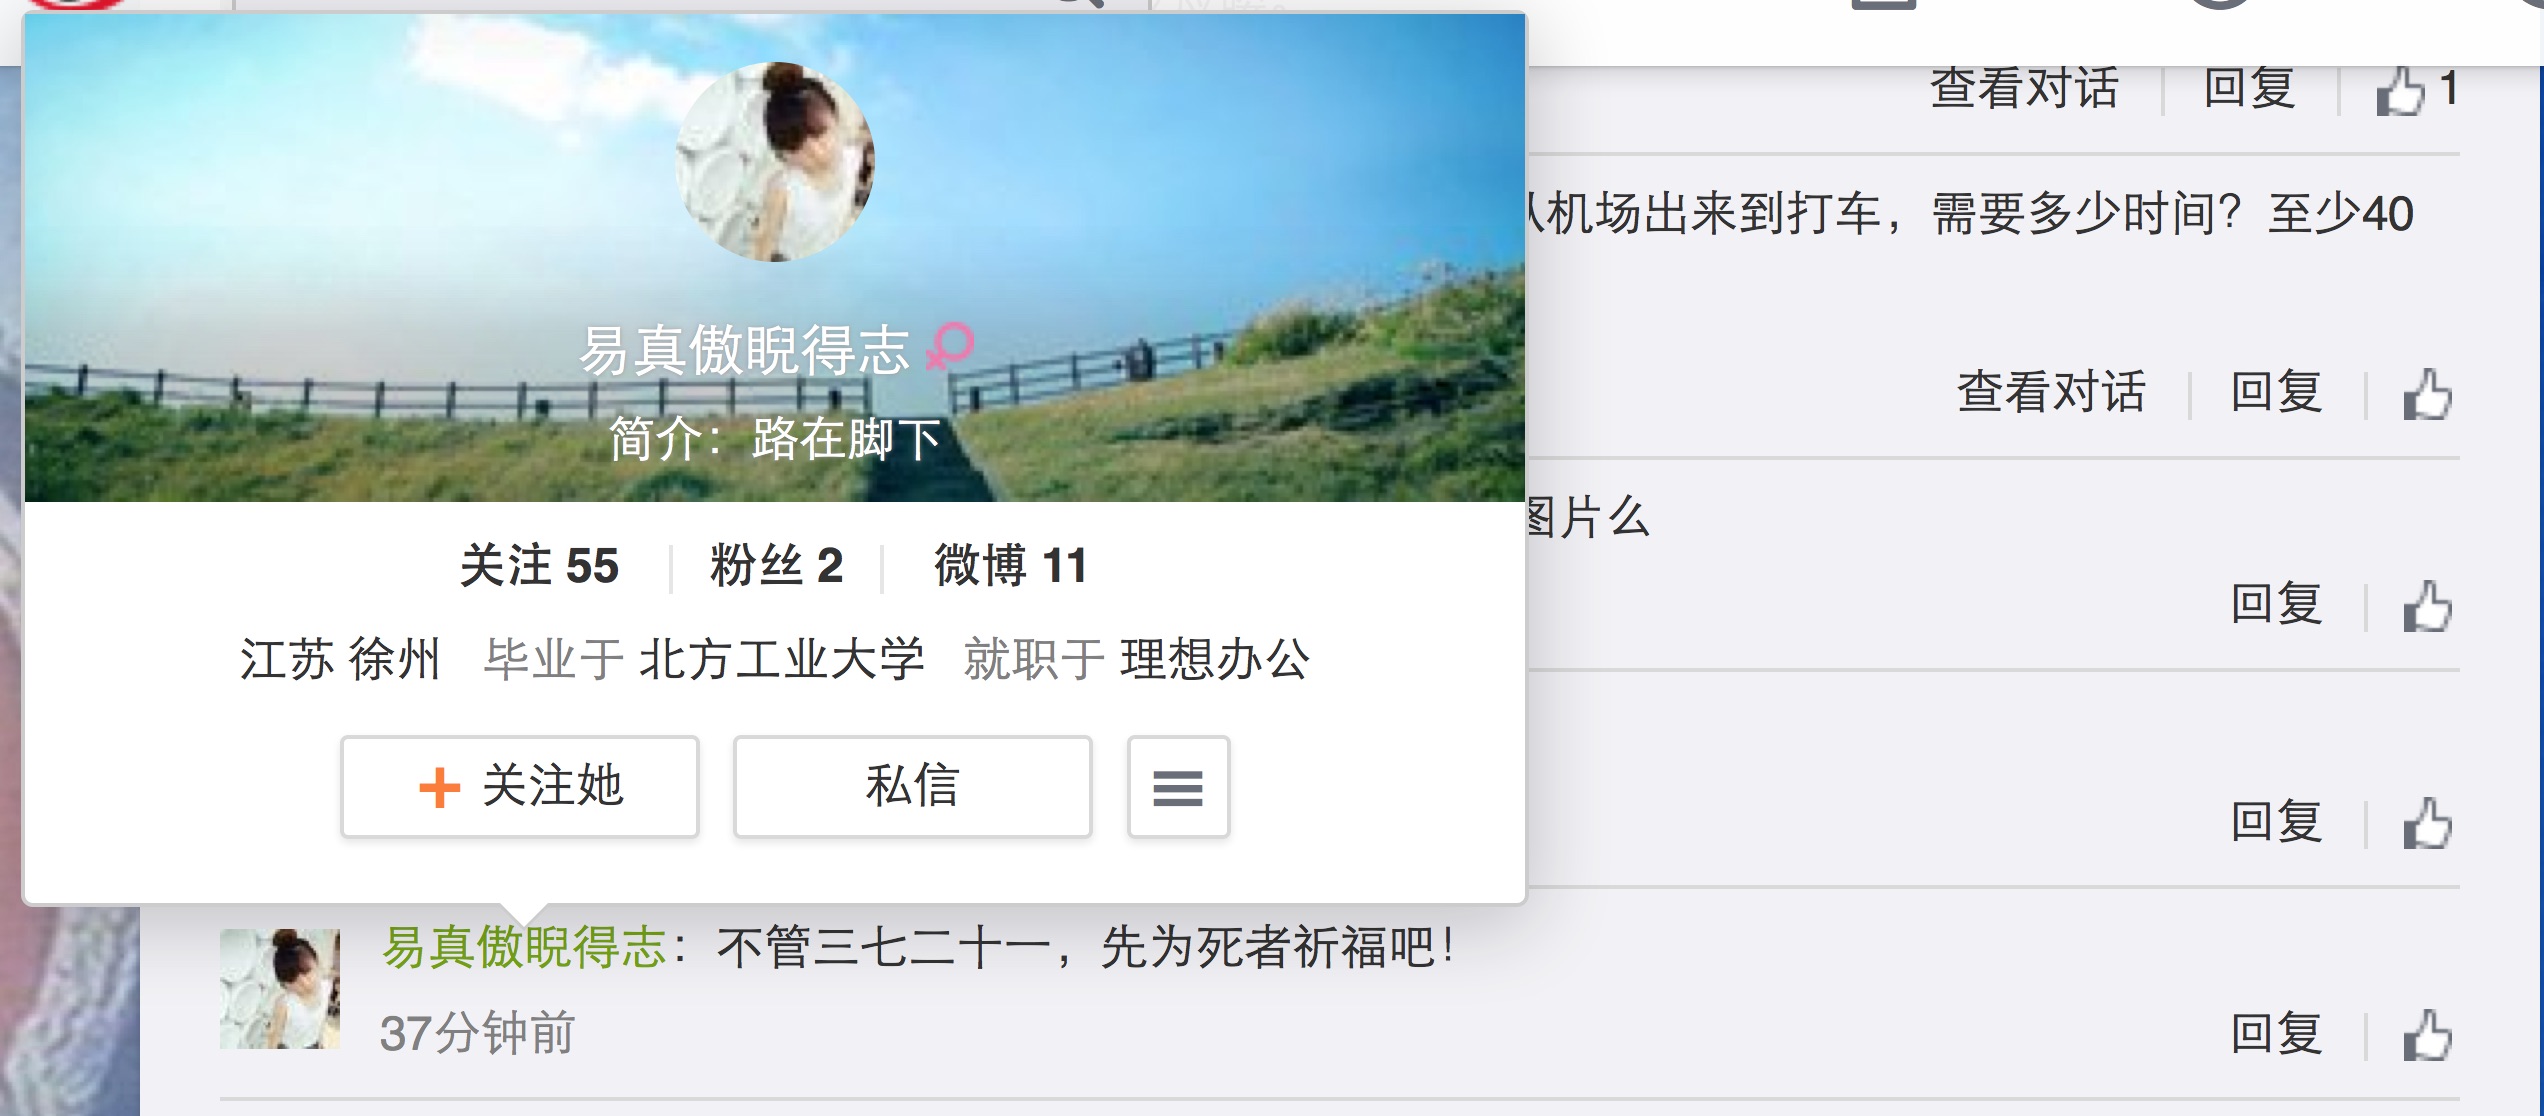 查看对话 回复 1
机场出来到打车，需要多少时间？至少40
易真傲睨得志
简介：路在脚下
查看对话 回复
图片么
关注 55 粉丝 2 微博 11
回复
江苏 徐州 毕业于 北方工业大学 就职于 理想办公
+ 关注她 私信
回复
易真傲睨得志：不管三七二十一，先为死者祈福吧！
37分钟前
回复